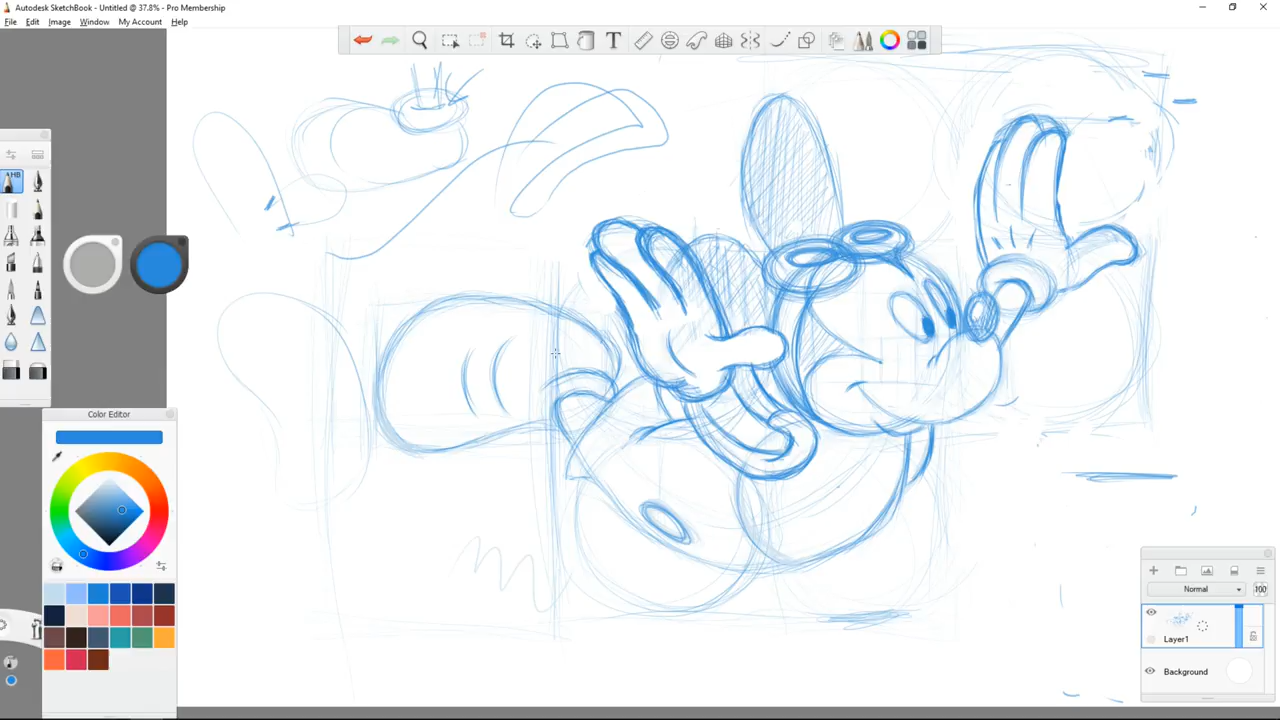 Autodesk SketchBook - Untitled @ 37.8% - Pro Membership
File Edit Image Window My Account Help
T
Color Editor
Normal
100
Layer1
Background